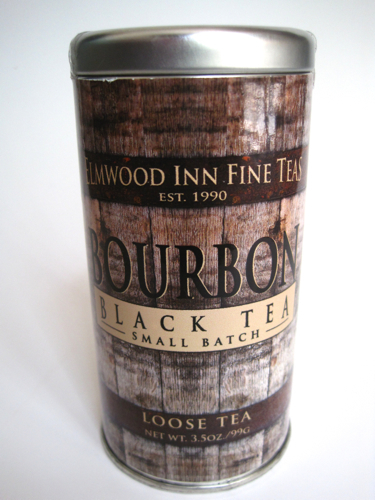 ELMWOOD INN FINE TEAS
EST. 1990
BOURBON
BLACK TEA
SMALL BATCH
LOOSE TEA
NET WT. 3.5OZ./99G